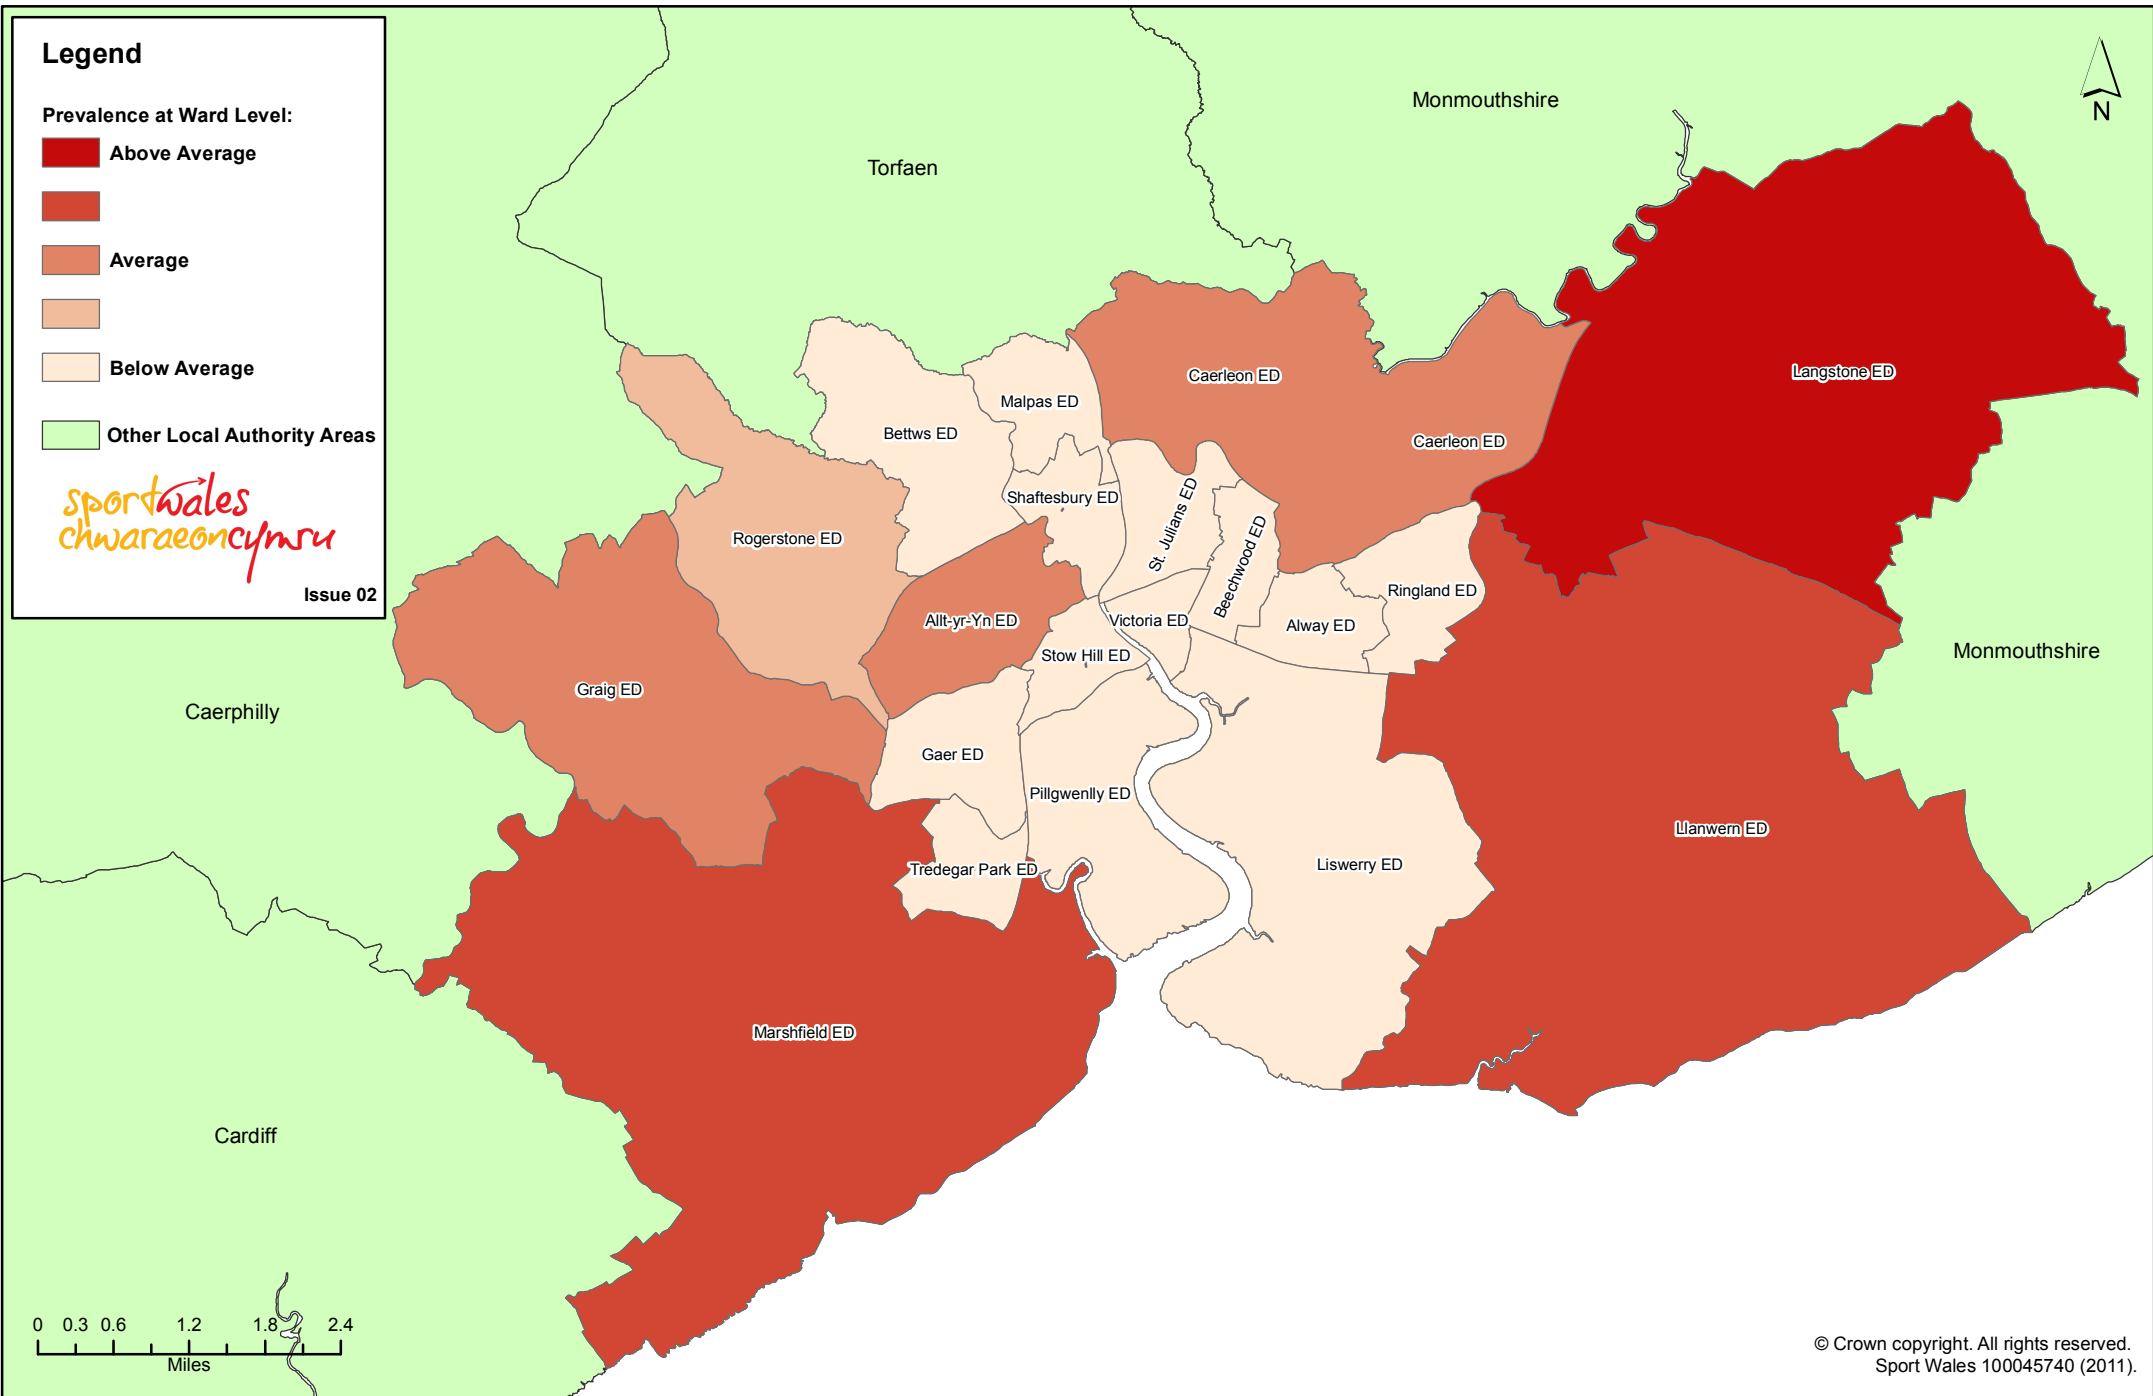 Legend
Prevalence at Ward Level:
Above Average
Average
Below Average
Other Local Authority Areas
sportwales
chwaraeoncymru
Issue 02
Monmouthshire
N
Torfaen
Langstone ED
Caerleon ED
Malpas ED
Bettws ED
Caerleon ED
Shaftesbury ED
St. Julians ED
Rogerstone ED
Beechwood ED
Ringland ED
Allt-yr-Yn ED
Victoria ED
Alway ED
Stow Hill ED
Monmouthshire
Graig ED
Caerphilly
Gaer ED
Pillgwenlly ED
Llanwern ED
Liswerry ED
Tredegar Park ED
Marshfield ED
Cardiff
0 0.3 0.6 1.2 1.8 2.4
Miles
© Crown copyright. All rights reserved.
Sport Wales 100045740 (2011).